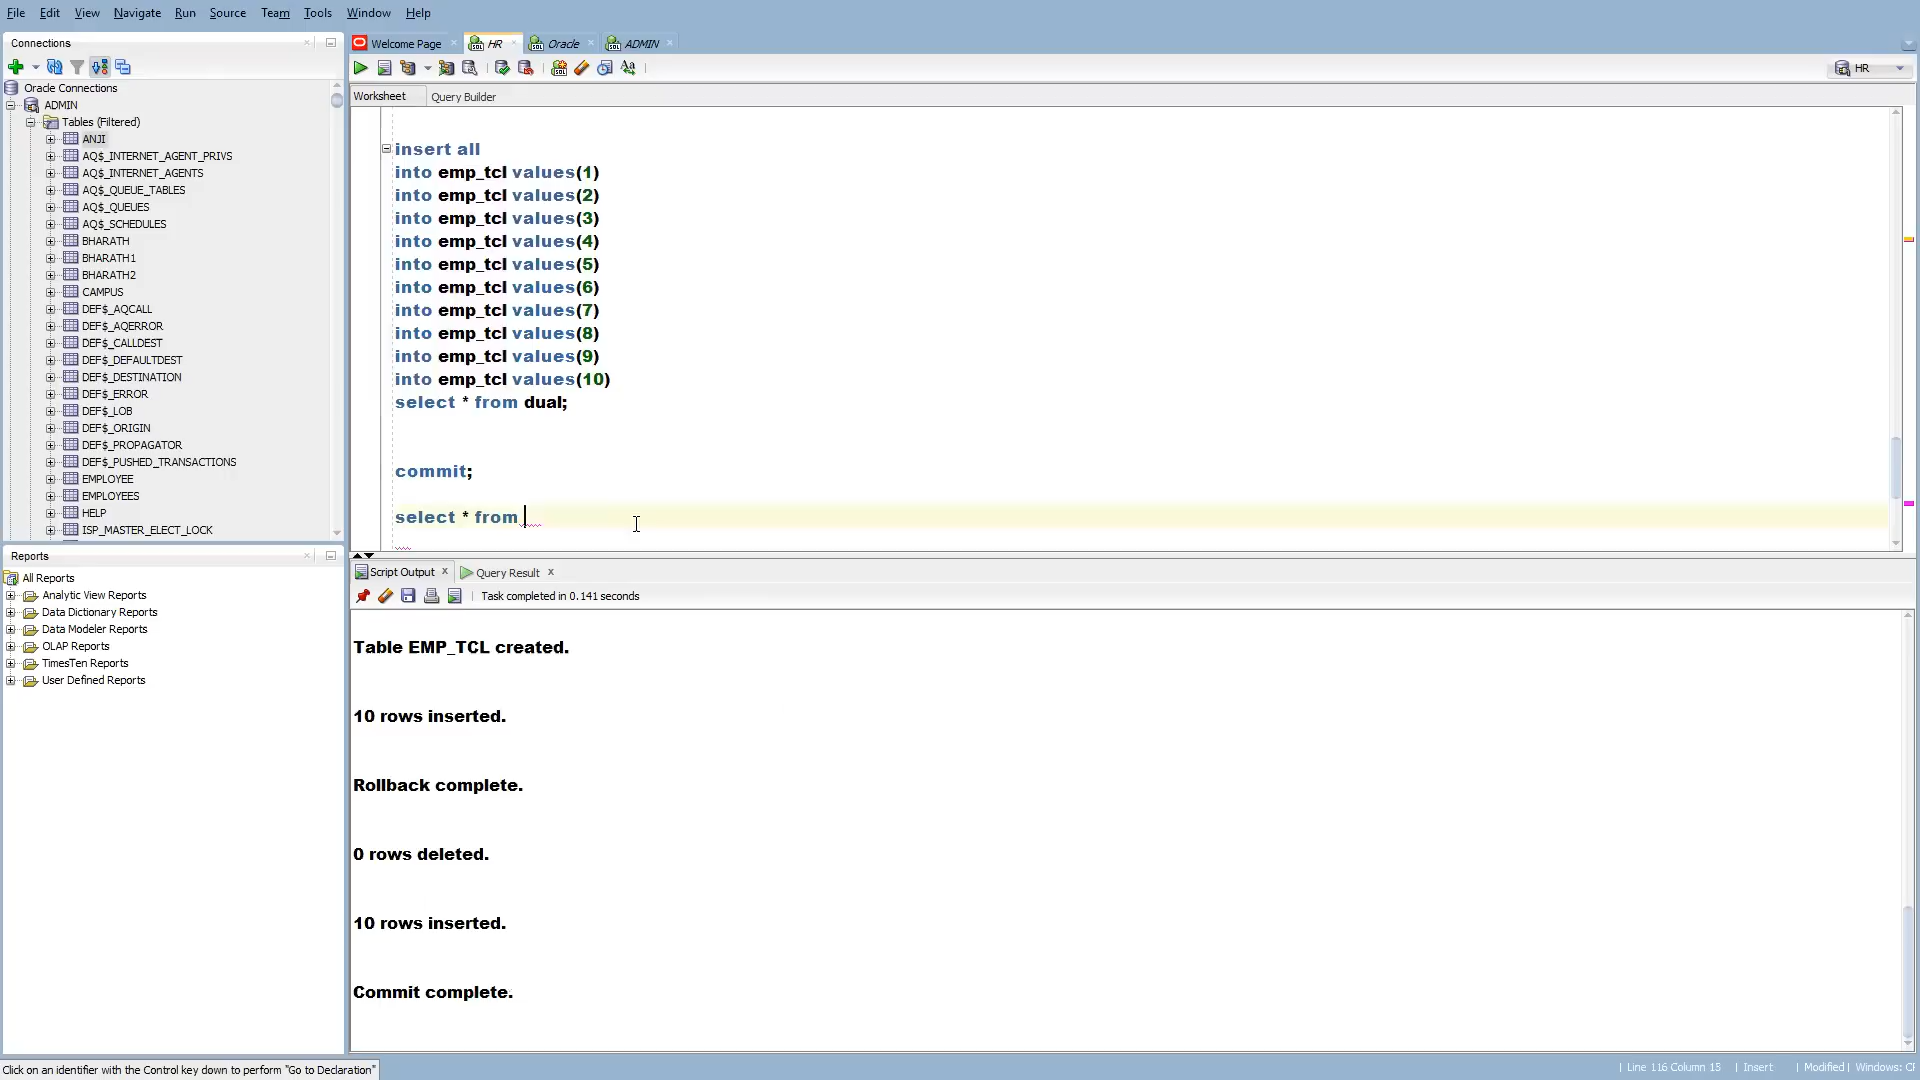 File Edit View Navigate Run Source Team Tools Window Help
Connections
Welcome Page HR Oracle ADMIN
HR
Oracle Connections
ADMIN
Tables (Filtered)
ANJI
AQ$_INTERNET_AGENT_PRIVS
AQ$_INTERNET_AGENTS
AQ$_QUEUE_TABLES
AQ$_QUEUES
AQ$_SCHEDULES
BHARATH
BHARATH1
BHARATH2
CAMPUS
DEF$_AQCALL
DEF$_AQERROR
DEF$_CALLDEST
DEF$_DEFAULTDEST
DEF$_DESTINATION
DEF$_ERROR
DEF$_LOB
DEF$_ORIGIN
DEF$_PROPAGATOR
DEF$_PUSHED_TRANSACTIONS
EMPLOYEE
EMPLOYEES
HELP
ISP_MASTER_ELECT_LOCK
Worksheet Query Builder
insert all
into emp_tcl values(1)
into emp_tcl values(2)
into emp_tcl values(3)
into emp_tcl values(4)
into emp_tcl values(5)
into emp_tcl values(6)
into emp_tcl values(7)
into emp_tcl values(8)
into emp_tcl values(9)
into emp_tcl values(10)
select * from dual;
commit;
select * from
Reports
All Reports
Analytic View Reports
Data Dictionary Reports
Data Modeler Reports
OLAP Reports
TimesTen Reports
User Defined Reports
Script Output Query Result
Task completed in 0.141 seconds
Table EMP_TCL created.
10 rows inserted.
Rollback complete.
0 rows deleted.
10 rows inserted.
Commit complete.
Click on an identifier with the Control key down to perform "Go to Declaration"
Line 116 Column 15 Insert Modified Windows: CF